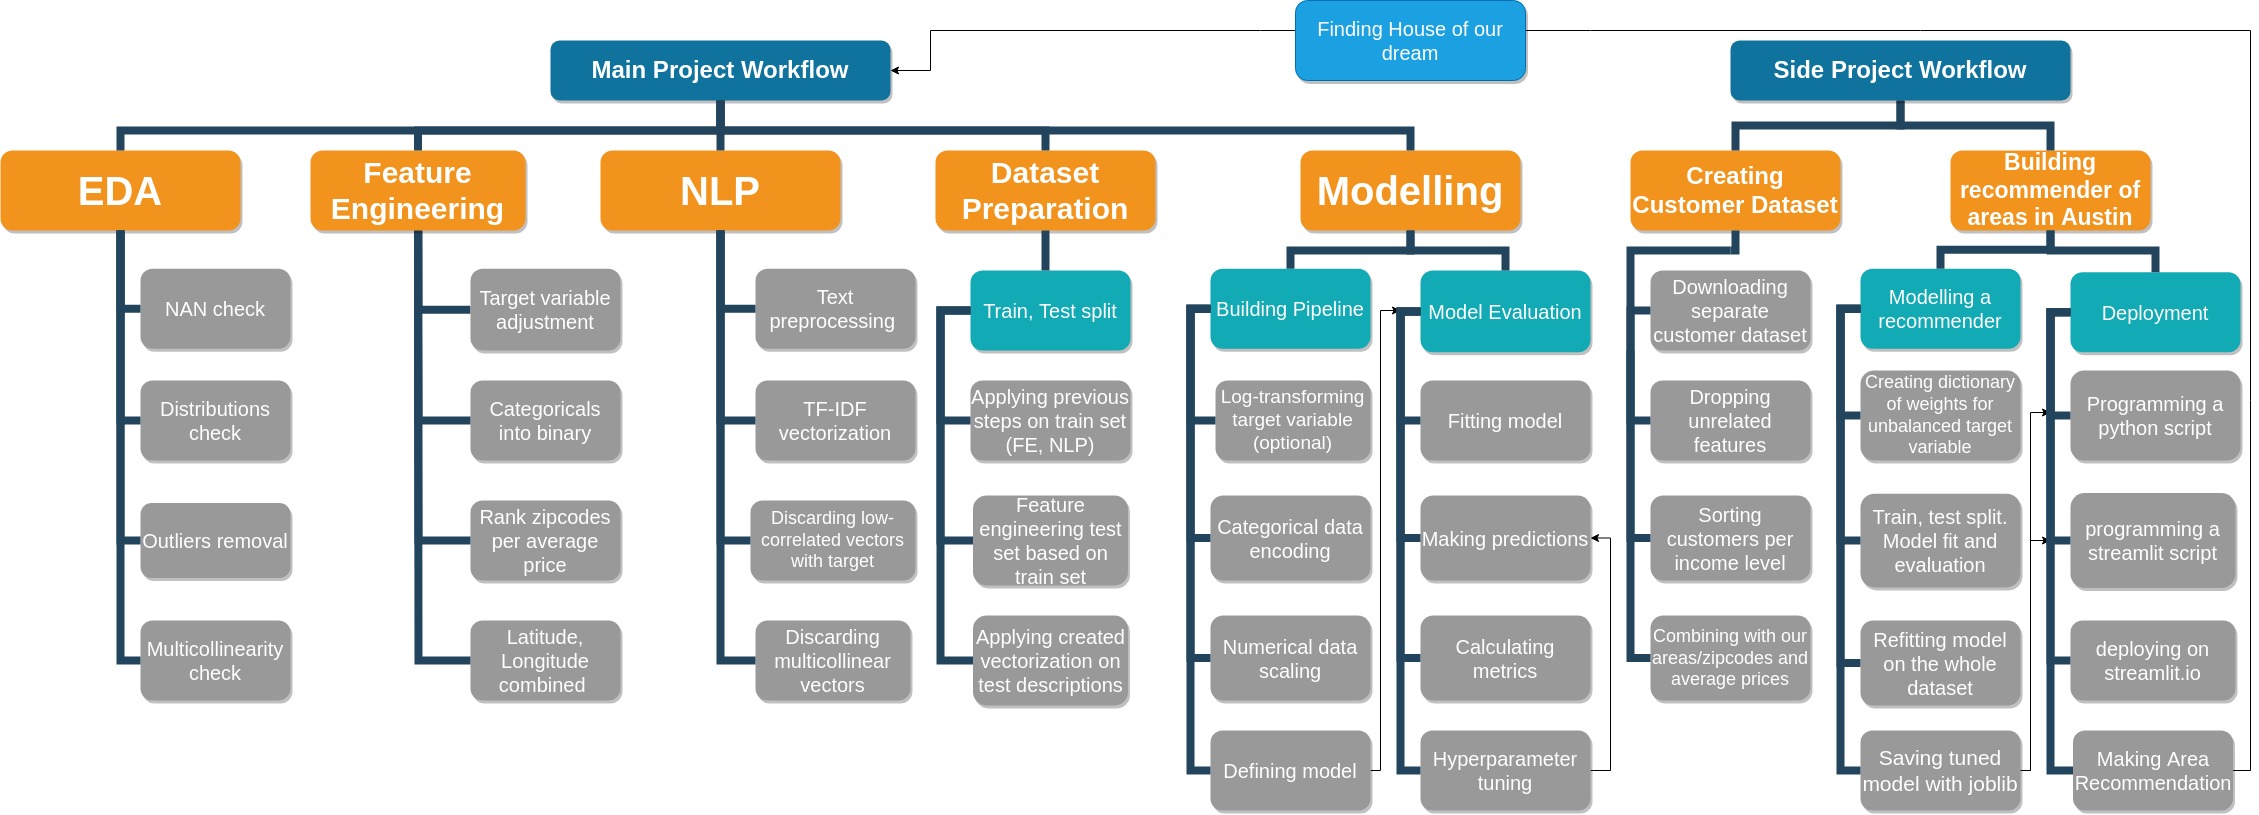 Finding House of our
dream
Main Project Workflow
Side Project Workflow
EDA
Feature
Engineering
NLP
Dataset
Preparation
Modelling
Creating
Customer Dataset
Building
recommender of
areas in Austin
NAN check
Distributions
check
Outliers removal
Multicollinearity
check
Target variable
adjustment
Categoricals
into binary
Rank zipcodes
per average
price
Latitude,
Longitude
combined
Text
preprocessing
TF-IDF
vectorization
Discarding low-
correlated vectors
with target
Discarding
multicollinear
vectors
Train, Test split
Applying previous
steps on train set
(FE, NLP)
Feature
engineering test
set based on
train set
Applying created
vectorization on
test descriptions
Building Pipeline
Log-transforming
target variable
(optional)
Categorical data
encoding
Numerical data
scaling
Defining model
Model Evaluation
Fitting model
Making predictions
Calculating
metrics
Hyperparameter
tuning
Downloading
separate
customer dataset
Dropping
unrelated
features
Sorting
customers per
income level
Combining with our
areas/zipcodes and
average prices
Modelling a
recommender
Creating dictionary
of weights for
unbalanced target
variable
Train, test split.
Model fit and
evaluation
Refitting model
on the whole
dataset
Saving tuned
model with joblib
Deployment
Programming a
python script
programming a
streamlit script
deploying on
streamlit.io
Making Area
Recommendation